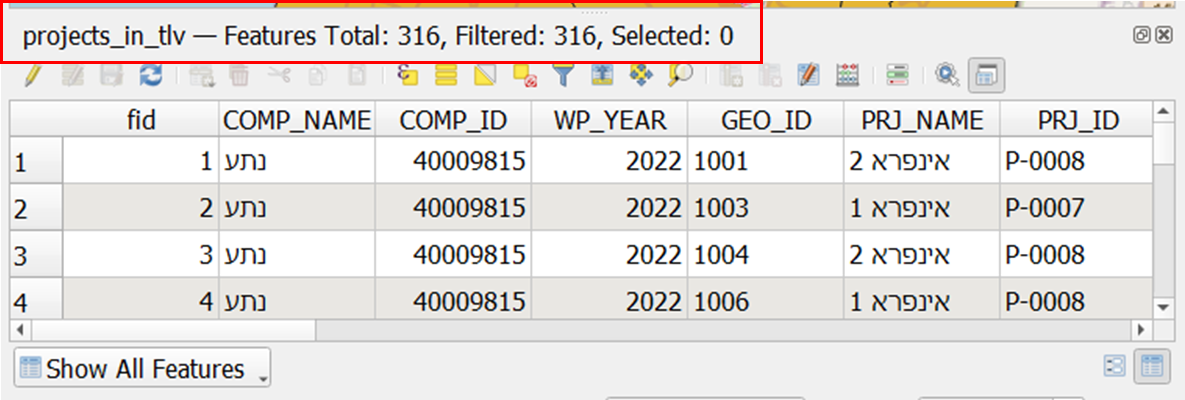 projects_in_tlv — Features Total: 316, Filtered: 316, Selected: 0
fid COMP_NAME COMP_ID WP_YEAR GEO_ID PRJ_NAME PRJ_ID
1 1 נתע 40009815 2022 1001 אינפרא 2 P-0008
2 2 נתע 40009815 2022 1003 אינפרא 1 P-0007
3 3 נתע 40009815 2022 1004 אינפרא 2 P-0008
4 4 נתע 40009815 2022 1006 אינפרא 1 P-0008
Show All Features